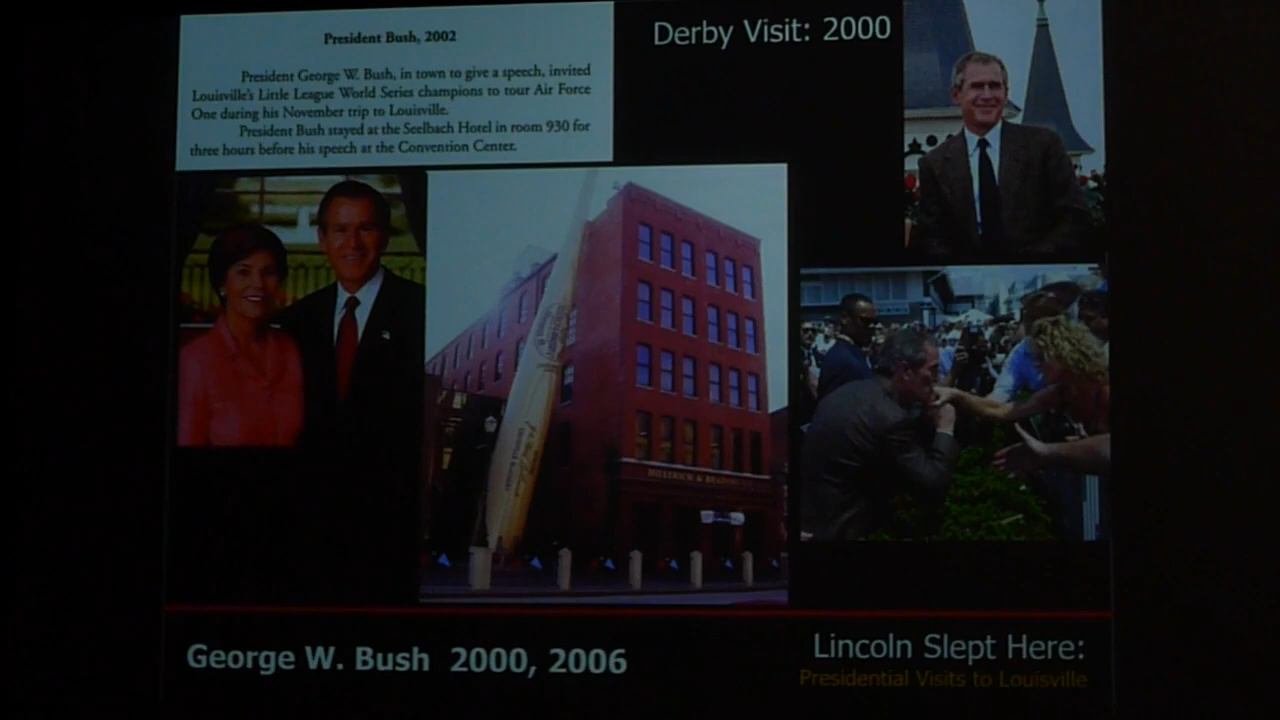 President Bush, 2002
President George W. Bush, in town to give a speech, invited
Louisville's Little League World Series champions to tour Air Force
One during his November trip to Louisville.
President Bush stayed at the Seelbach Hotel in room 930 for
three hours before his speech at the Convention Center.
Derby Visit: 2000
George W. Bush 2000, 2006
Lincoln Slept Here:
Presidential Visits to Louisville